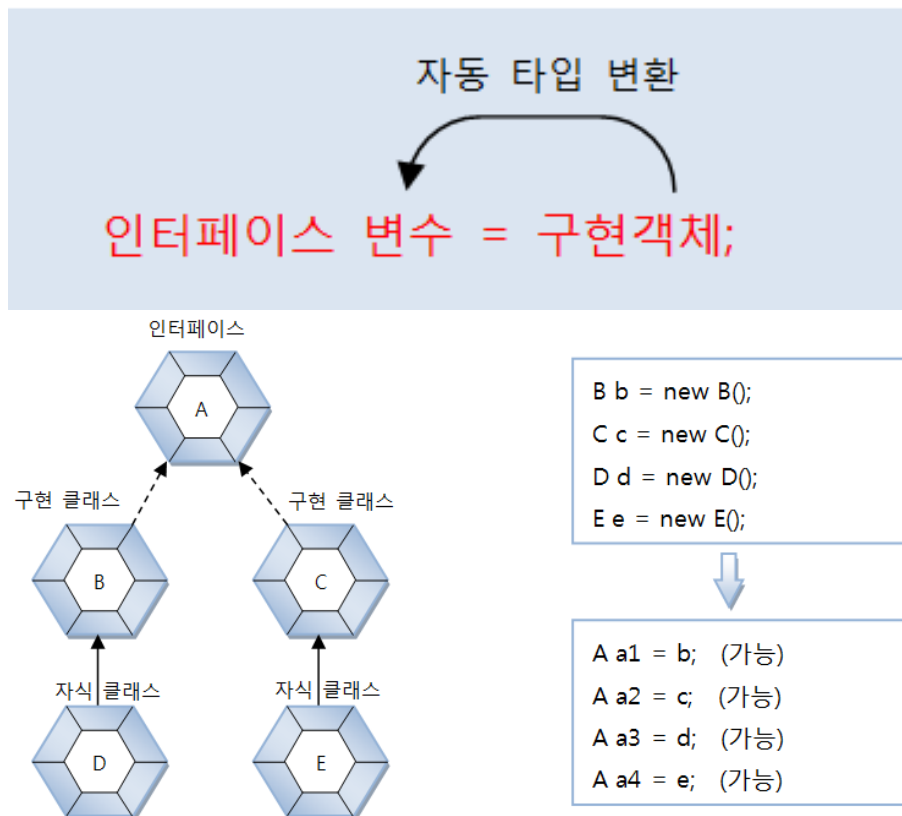 자동 타입 변환
인터페이스 변수 = 구현객체;
인터페이스
A
구현 클래스
구현 클래스
B
C
자식 클래스
자식 클래스
D
E
B b = new B();
C c = new C();
D d = new D();
E e = new E();
A a1 = b; (가능)
A a2 = c; (가능)
A a3 = d; (가능)
A a4 = e; (가능)